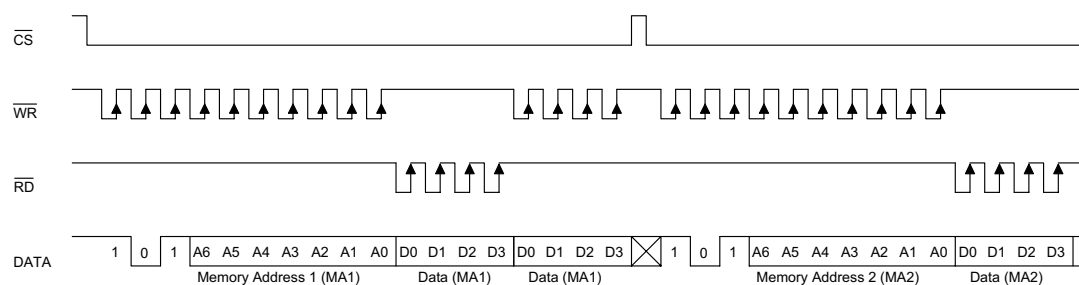 CS
WR
RD
DATA 1 0 1 A6 A5 A4 A3 A2 A1 A0 D0 D1 D2 D3 D0 D1 D2 D3 1 0 1 A6 A5 A4 A3 A2 A1 A0 D0 D1 D2 D3
Memory Address 1 (MA1) Data (MA1) Data (MA1) Memory Address 2 (MA2) Data (MA2)